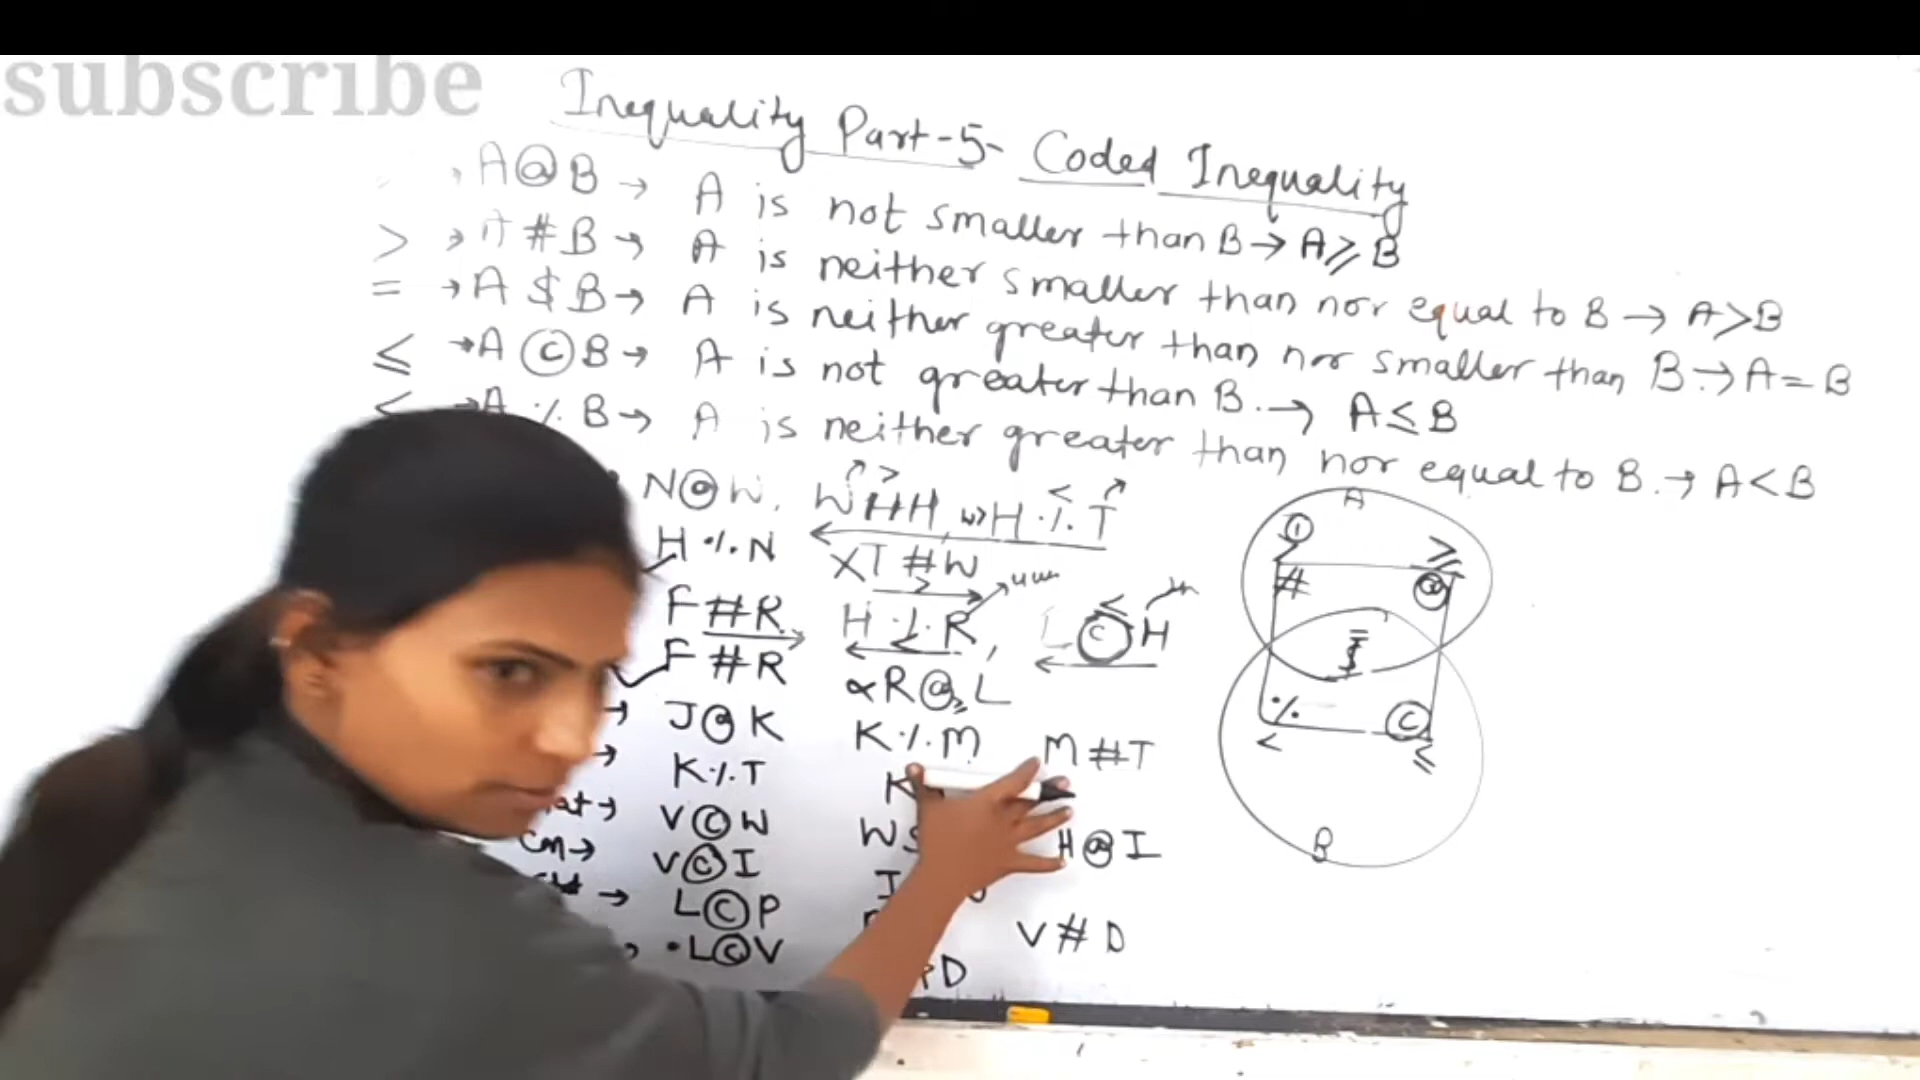 subscribe
Inequality Part-5- Coded Inequality
→ A@B → A is not smaller than B → A ≥ B
> → A#B → A is neither smaller than nor equal to B → A>B
= → A $ B → A is neither greater than nor smaller than B. → A = B
≤ → A © B → A is not greater than B. → A ≤ B
< → A % B → A is neither greater than nor equal to B. → A < B
N@W, W#H, H % T
H % N
X T # W
F # R H % R, L © H
F # R
α R @ L
→ J @ K K % M M # T
→ K % T K
→ V © W W H @ I
→ V © I I
→ L © P V # D
• L © V D
A
① > ≥
# @
= $
% ©
< ≤
B